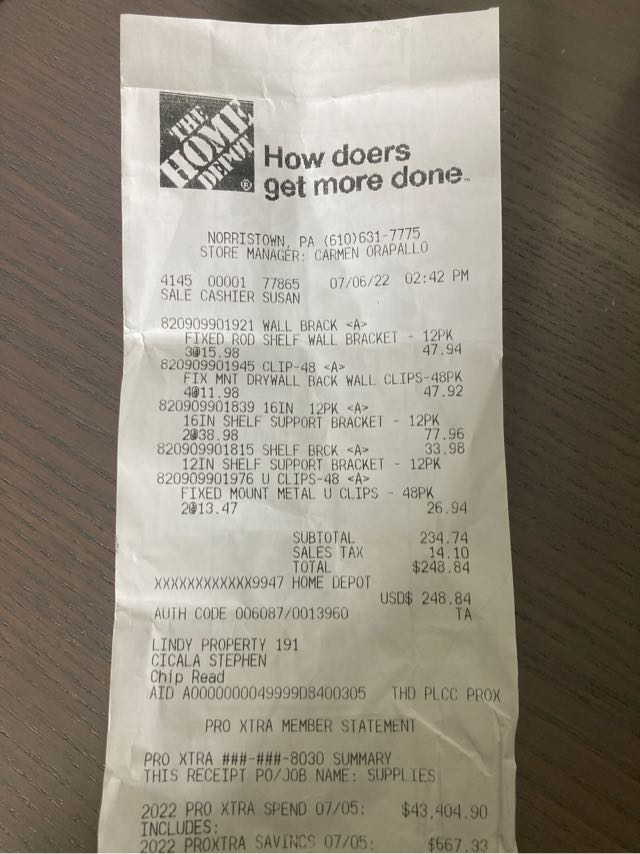 THE
HOME
DEPOT
®
How doers
get more done™
NORRISTOWN, PA (610)631-7775
STORE MANAGER: CARMEN ORAPALLO
4145 00001 77865 07/06/22 02:42 PM
SALE CASHIER SUSAN
820909901921 WALL BRACK <A>
FIXED ROD SHELF WALL BRACKET - 12PK
3@15.98 47.94
820909901945 CLIP-48 <A>
FIX MNT DRYWALL BACK WALL CLIPS-48PK
4@11.98 47.92
820909901839 16IN 12PK <A>
16IN SHELF SUPPORT BRACKET - 12PK
2@38.98 77.96
820909901815 SHELF BRCK <A> 33.98
12IN SHELF SUPPORT BRACKET - 12PK
820909901976 U CLIPS-48 <A>
FIXED MOUNT METAL U CLIPS - 48PK
2@13.47 26.94
SUBTOTAL 234.74
SALES TAX 14.10
TOTAL $248.84
XXXXXXXXXXXX9947 HOME DEPOT
USD$ 248.84
AUTH CODE 006087/0013960 TA
LINDY PROPERTY 191
CICALA STEPHEN
Chip Read
AID A0000000049999D8400305 THD PLCC PROX
PRO XTRA MEMBER STATEMENT
PRO XTRA ###-###-8030 SUMMARY
THIS RECEIPT PO/JOB NAME: SUPPLIES
2022 PRO XTRA SPEND 07/05: $43,404.90
INCLUDES:
2022 PROXTRA SAVINGS 07/05: $667.33